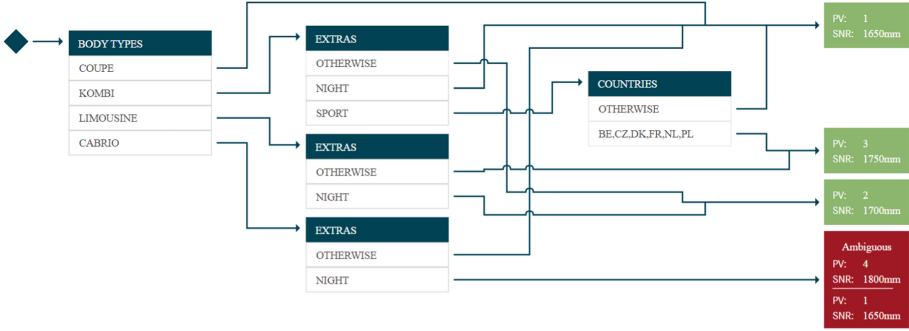 BODY TYPES
COUPE
KOMBI
LIMOUSINE
CABRIO
EXTRAS
OTHERWISE
NIGHT
SPORT
EXTRAS
OTHERWISE
NIGHT
EXTRAS
OTHERWISE
NIGHT
COUNTRIES
OTHERWISE
BE,CZ,DK,FR,NL,PL
PV: 1
SNR: 1650mm
PV: 3
SNR: 1750mm
PV: 2
SNR: 1700mm
Ambiguous
PV: 4
SNR: 1800mm
PV: 1
SNR: 1650mm